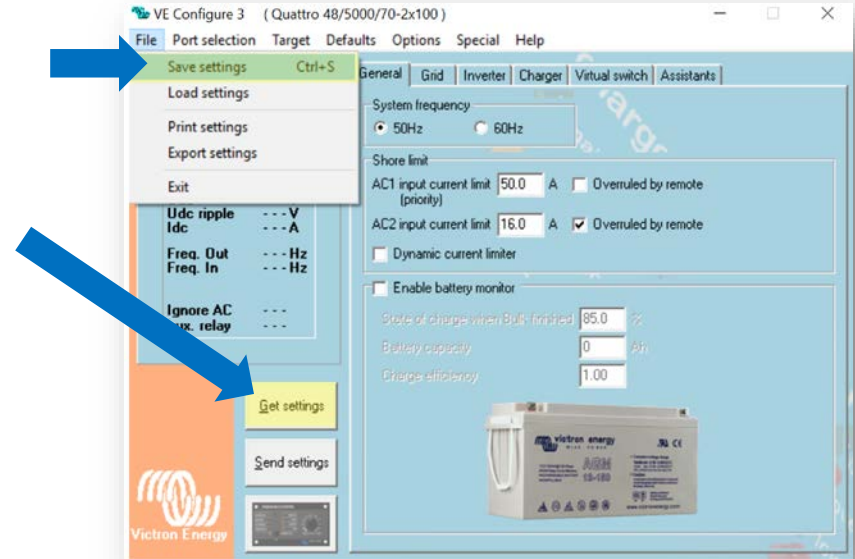 VE Configure 3 ( Quattro 48/5000/70-2x100 )
File Port selection Target Defaults Options Special Help
Save settings Ctrl+S
Load settings
Print settings
Export settings
Exit
General Grid Inverter Charger Virtual switch Assistants
System frequency
50Hz 60Hz
Shore limit
AC1 input current limit 50.0 A Overruled by remote
(priority)
AC2 input current limit 16.0 A Overruled by remote
Dynamic current limiter
Udc ripple - - - V
Idc - - - A
Freq. Out - - - Hz
Freq. In - - - Hz
Ignore AC - - -
relay - - -
Enable battery monitor
State of charge when Bulk finished 85.0 %
Battery capacity 0 Ah
Charge efficiency 1.00
Get settings
Send settings
victron energy
AGM
12-150
Victron Energy